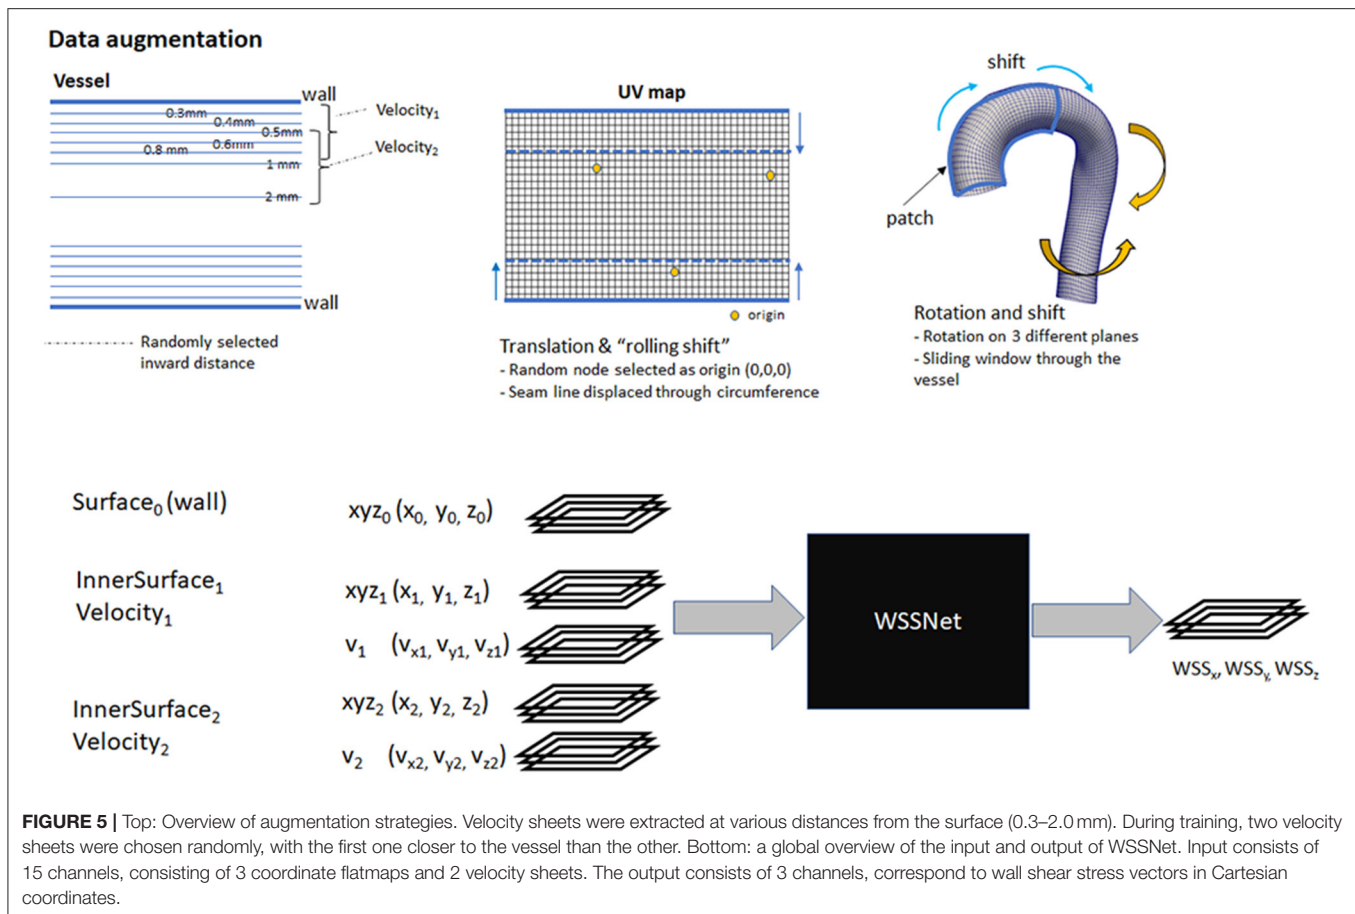 Data augmentation
Vessel
wall
0.3mm
0.4mm
0.5mm
0.6mm
0.8 mm
1 mm
2 mm
Velocity₁
Velocity₂
wall
Randomly selected
inward distance
UV map
origin
Translation & “rolling shift”
- Random node selected as origin (0,0,0)
- Seam line displaced through circumference
shift
patch
Rotation and shift
- Rotation on 3 different planes
- Sliding window through the
vessel
Surface₀ (wall)
xyz₀ (x₀, y₀, z₀)
InnerSurface₁
Velocity₁
xyz₁ (x₁, y₁, z₁)
v₁ (vₓ₁, v_y₁, v_z₁)
InnerSurface₂
Velocity₂
xyz₂ (x₂, y₂, z₂)
v₂ (vₓ₂, v_y₂, v_z₂)
WSSNet
WSSₓ, WSS_y, WSS_z
FIGURE 5 | Top: Overview of augmentation strategies. Velocity sheets were extracted at various distances from the surface (0.3–2.0 mm). During training, two velocity
sheets were chosen randomly, with the first one closer to the vessel than the other. Bottom: a global overview of the input and output of WSSNet. Input consists of
15 channels, consisting of 3 coordinate flatmaps and 2 velocity sheets. The output consists of 3 channels, correspond to wall shear stress vectors in Cartesian
coordinates.